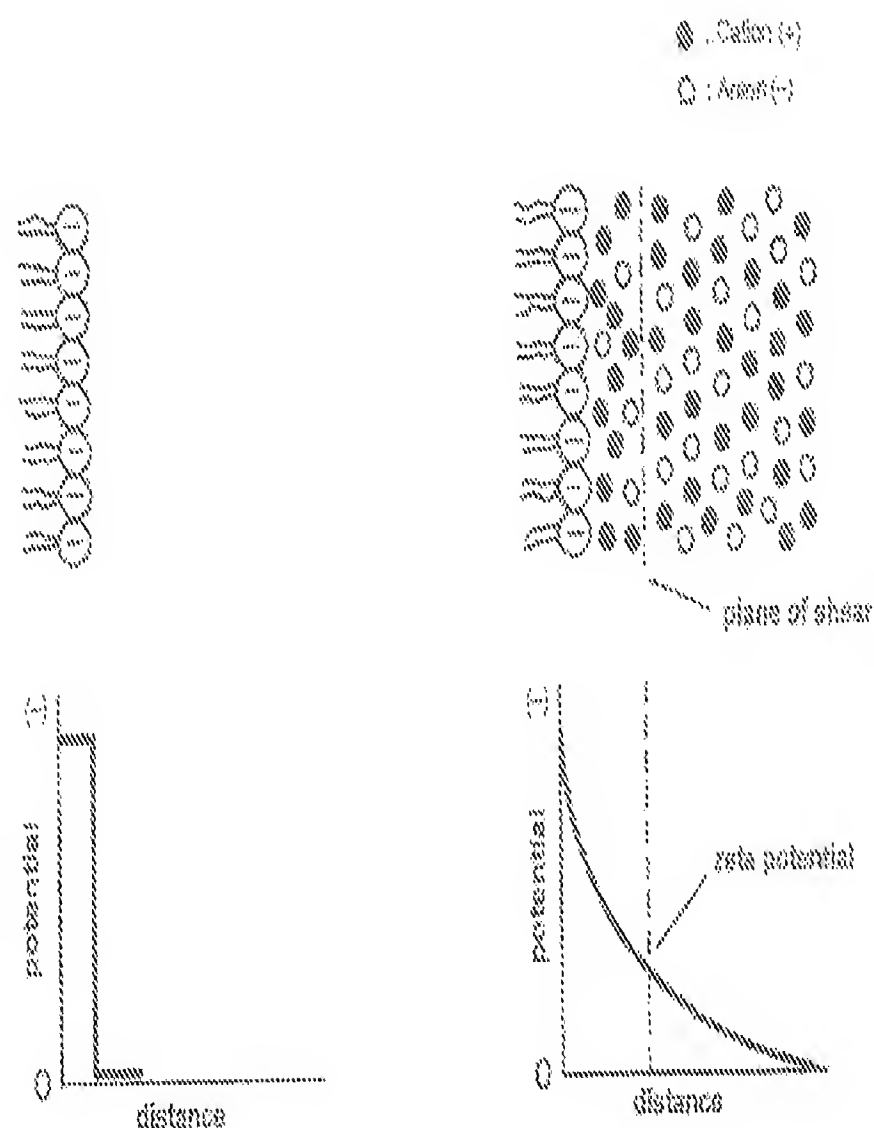 : Cation (+)
: Anion (-)
plane of shear
(-)
potential
0
distance
(-)
potential
zeta potential
0
distance